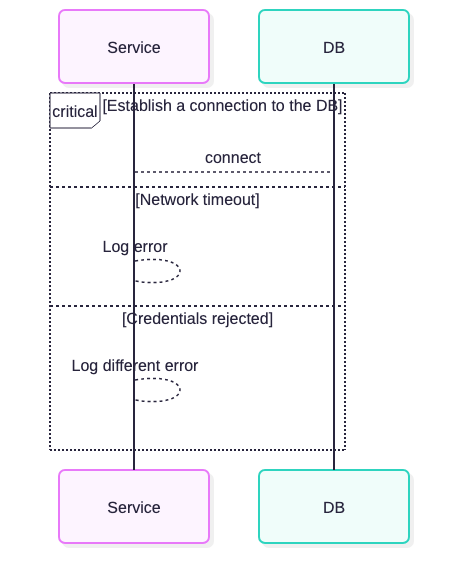 Service
DB
critical
[Establish a connection to the DB]
connect
[Network timeout]
Log error
[Credentials rejected]
Log different error
Service
DB